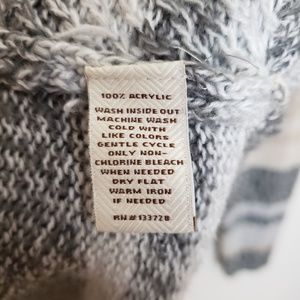 100% ACRYLIC
WASH INSIDE OUT
MACHINE WASH
COLD WITH
LIKE COLORS
GENTLE CYCLE
ONLY NON-
CHLORINE BLEACH
WHEN NEEDED
DRY FLAT
WARM IRON
IF NEEDED
RN# 133728